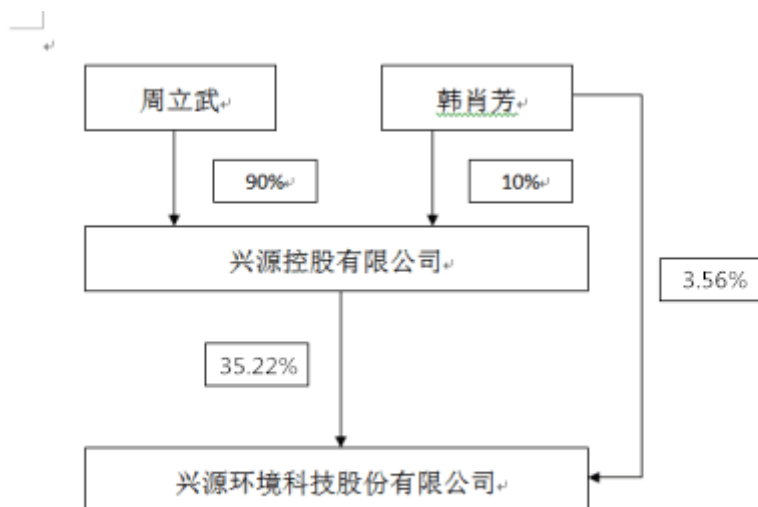 周立武
韩肖芳
90%
10%
兴源控股有限公司
3.56%
35.22%
兴源环境科技股份有限公司